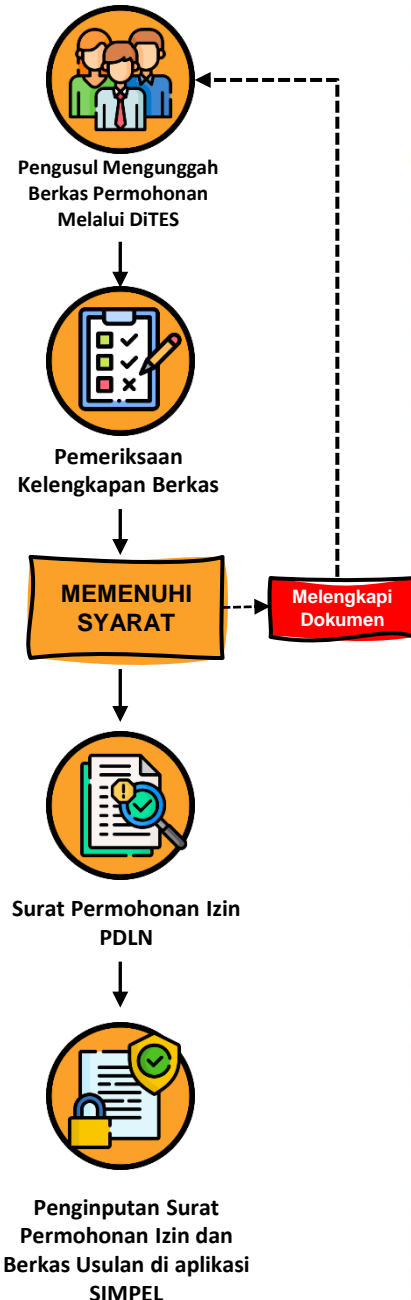 Pengusul Mengunggah
Berkas Permohonan
Melalui DiTES
Pemeriksaan
Kelengkapan Berkas
MEMENUHI
SYARAT
Melengkapi
Dokumen
Surat Permohonan Izin
PDLN
Penginputan Surat
Permohonan Izin dan
Berkas Usulan di aplikasi
SIMPEL